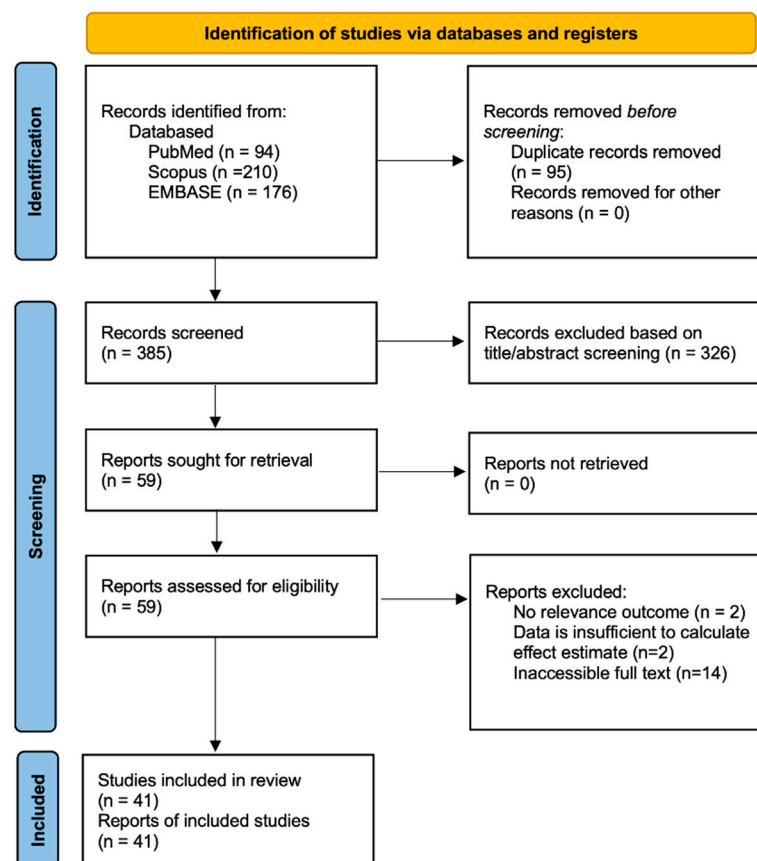 Identification of studies via databases and registers
Identification
Records identified from:
Databased
PubMed (n = 94)
Scopus (n =210)
EMBASE (n = 176)
Records removed before
screening:
Duplicate records removed
(n = 95)
Records removed for other
reasons (n = 0)
Screening
Records screened
(n = 385)
Records excluded based on
title/abstract screening (n = 326)
Reports sought for retrieval
(n = 59)
Reports not retrieved
(n = 0)
Reports assessed for eligibility
(n = 59)
Reports excluded:
No relevance outcome (n = 2)
Data is insufficient to calculate
effect estimate (n=2)
Inaccessible full text (n=14)
Included
Studies included in review
(n = 41)
Reports of included studies
(n = 41)